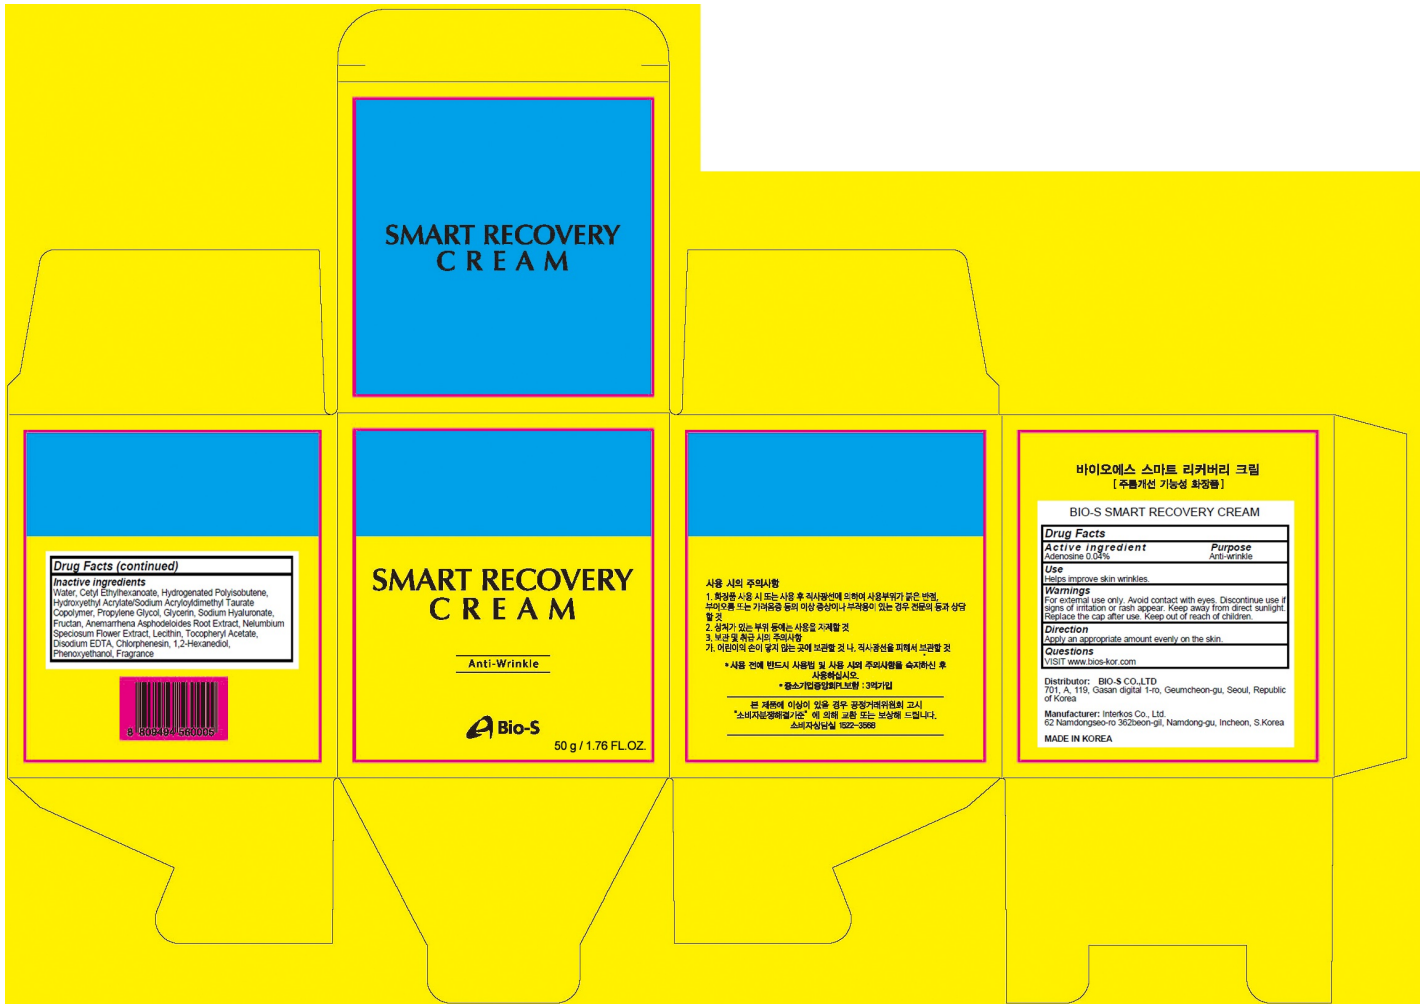 SMART RECOVERY
CREAM
Drug Facts (continued)
Inactive ingredients
Water, Cetyl Ethylhexanoate, Hydrogenated Polyisobutene,
Hydroxyethyl Acrylate/Sodium Acryloyldimethyl Taurate
Copolymer, Propylene Glycol, Glycerin, Sodium Hyaluronate,
Fructan, Anemarrhena Asphodeloides Root Extract, Nelumbium
Speciosum Flower Extract, Lecithin, Tocopheryl Acetate,
Disodium EDTA, Chlorphenesin, 1,2-Hexanediol,
Phenoxyethanol, Fragrance
8 809494 560005
SMART RECOVERY
CREAM
Anti-Wrinkle
Bio-S
50 g / 1.76 FL.OZ.
사용 시의 주의사항
1. 화장품 사용 시 또는 사용 후 직사광선에 의하여 사용부위가 붉은 반점,
부어오름 또는 가려움증 등의 이상 증상이나 부작용이 있는 경우 전문의 등과 상담
할 것
2. 상처가 있는 부위 등에는 사용을 자제할 것
3. 보관 및 취급 시의 주의사항
가. 어린이의 손이 닿지 않는 곳에 보관할 것 나. 직사광선을 피해서 보관할 것
*사용 전에 반드시 사용법 및 사용 시의 주의사항을 숙지하신 후
사용하십시오.
*중소기업중앙회PL보험 : 3억가입
본 제품에 이상이 있을 경우 공정거래위원회 고시
"소비자분쟁해결기준" 에 의해 교환 또는 보상해 드립니다.
소비자상담실 1522-3568
바이오에스 스마트 리커버리 크림
[ 주름개선 기능성 화장품 ]
BIO-S SMART RECOVERY CREAM
Drug Facts
Active ingredient Purpose
Adenosine 0.04% Anti-wrinkle
Use
Helps improve skin wrinkles.
Warnings
For external use only. Avoid contact with eyes. Discontinue use if
signs of irritation or rash appear. Keep away from direct sunlight.
Replace the cap after use. Keep out of reach of children.
Direction
Apply an appropriate amount evenly on the skin.
Questions
VISIT www.bios-kor.com
Distributor: BIO-S CO.,LTD
701, A, 119, Gasan digital 1-ro, Geumcheon-gu, Seoul, Republic
of Korea
Manufacturer: Interkos Co., Ltd.
62 Namdongseo-ro 362beon-gil, Namdong-gu, Incheon, S.Korea
MADE IN KOREA